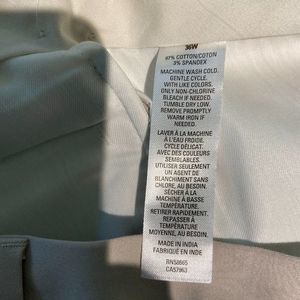 36W
97% COTTON/COTON
3% SPANDEX
MACHINE WASH COLD.
GENTLE CYCLE.
WITH LIKE COLORS.
ONLY NON-CHLORINE
BLEACH IF NEEDED.
TUMBLE DRY LOW.
REMOVE PROMPTLY.
WARM IRON IF
NEEDED.
LAVER À LA MACHINE
À L'EAU FROIDE.
CYCLE DÉLICAT.
AVEC DES COULEURS
SEMBLABLES.
UTILISER SEULEMENT
UN AGENT DE
BLANCHIMENT SANS
CHLORE, AU BESOIN.
SÉCHER À LA
MACHINE À BASSE
TEMPÉRATURE.
RETIRER RAPIDEMENT.
REPASSER À
TEMPÉRATURE
MOYENNE, AU BESOIN.
MADE IN INDIA
FABRIQUÉ EN INDE
RN58665
CA57963